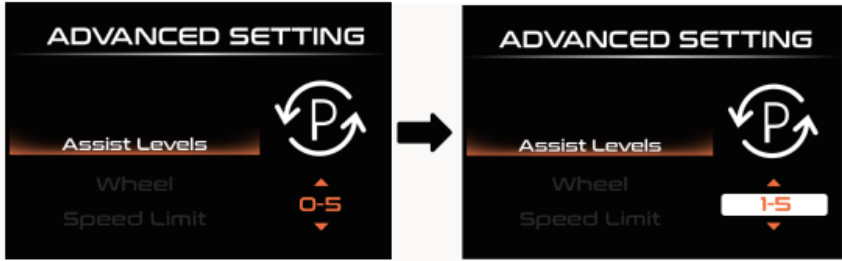 ADVANCED SETTING
P
Assist Levels
Wheel
0-5
Speed Limit
ADVANCED SETTING
P
Assist Levels
Wheel
1-5
Speed Limit